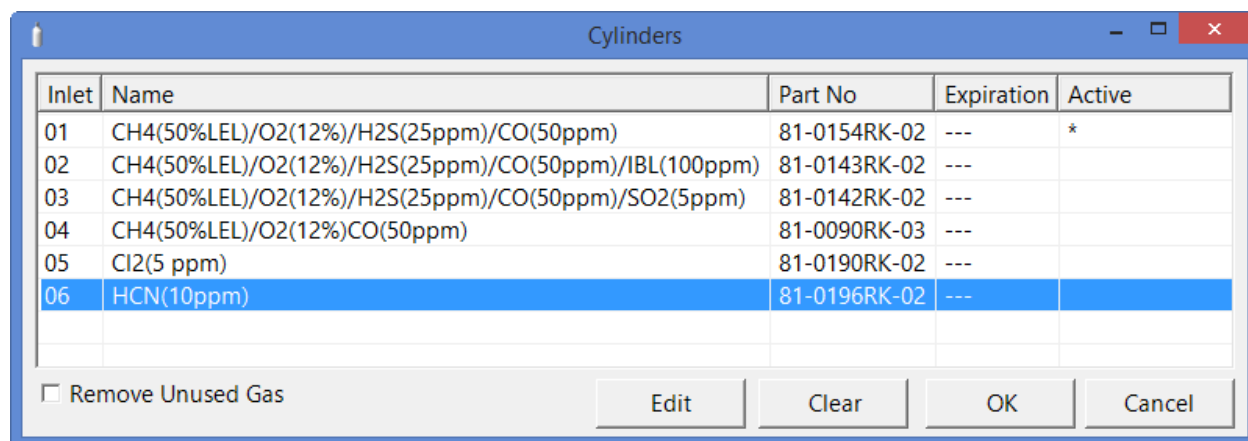 Cylinders
Inlet Name Part No Expiration Active
01 CH4(50%LEL)/O2(12%)/H2S(25ppm)/CO(50ppm) 81-0154RK-02 --- *
02 CH4(50%LEL)/O2(12%)/H2S(25ppm)/CO(50ppm)/IBL(100ppm) 81-0143RK-02 ---
03 CH4(50%LEL)/O2(12%)/H2S(25ppm)/CO(50ppm)/SO2(5ppm) 81-0142RK-02 ---
04 CH4(50%LEL)/O2(12%)CO(50ppm) 81-0090RK-03 ---
05 Cl2(5 ppm) 81-0190RK-02 ---
06 HCN(10ppm) 81-0196RK-02 ---
Remove Unused Gas Edit Clear OK Cancel